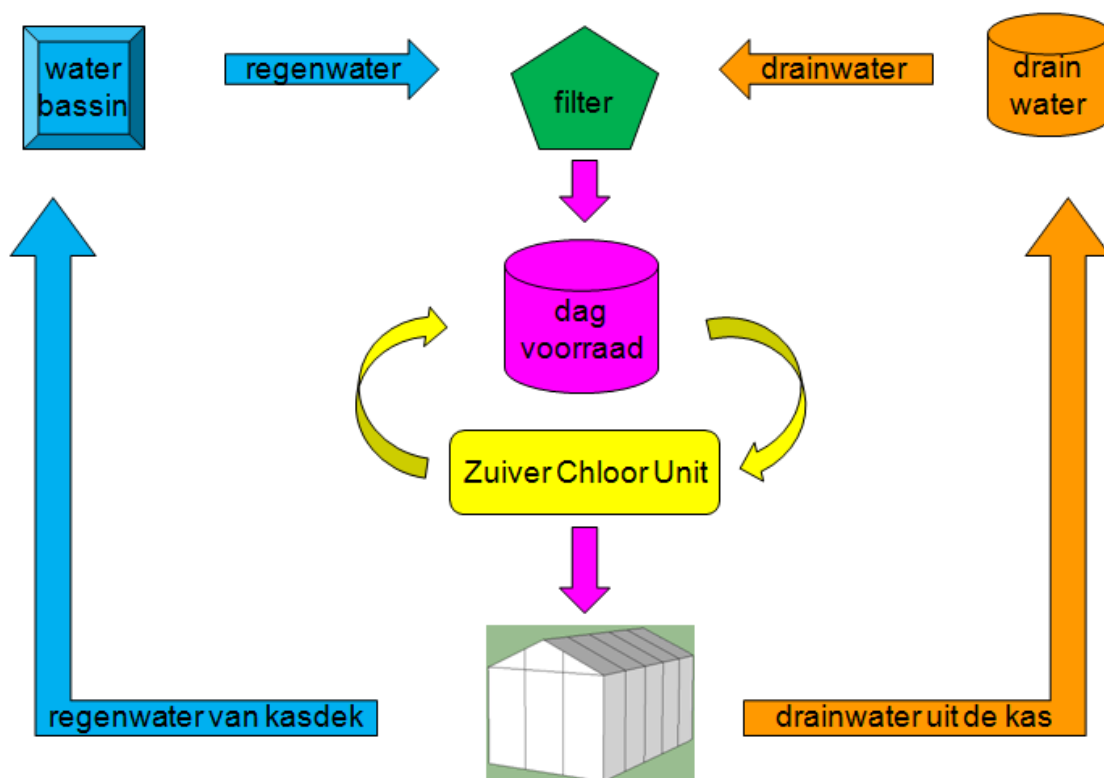 water
bassin
regenwater
filter
drainwater
drain
water
dag
voorraad
Zuiver Chloor Unit
regenwater van kasdek
drainwater uit de kas